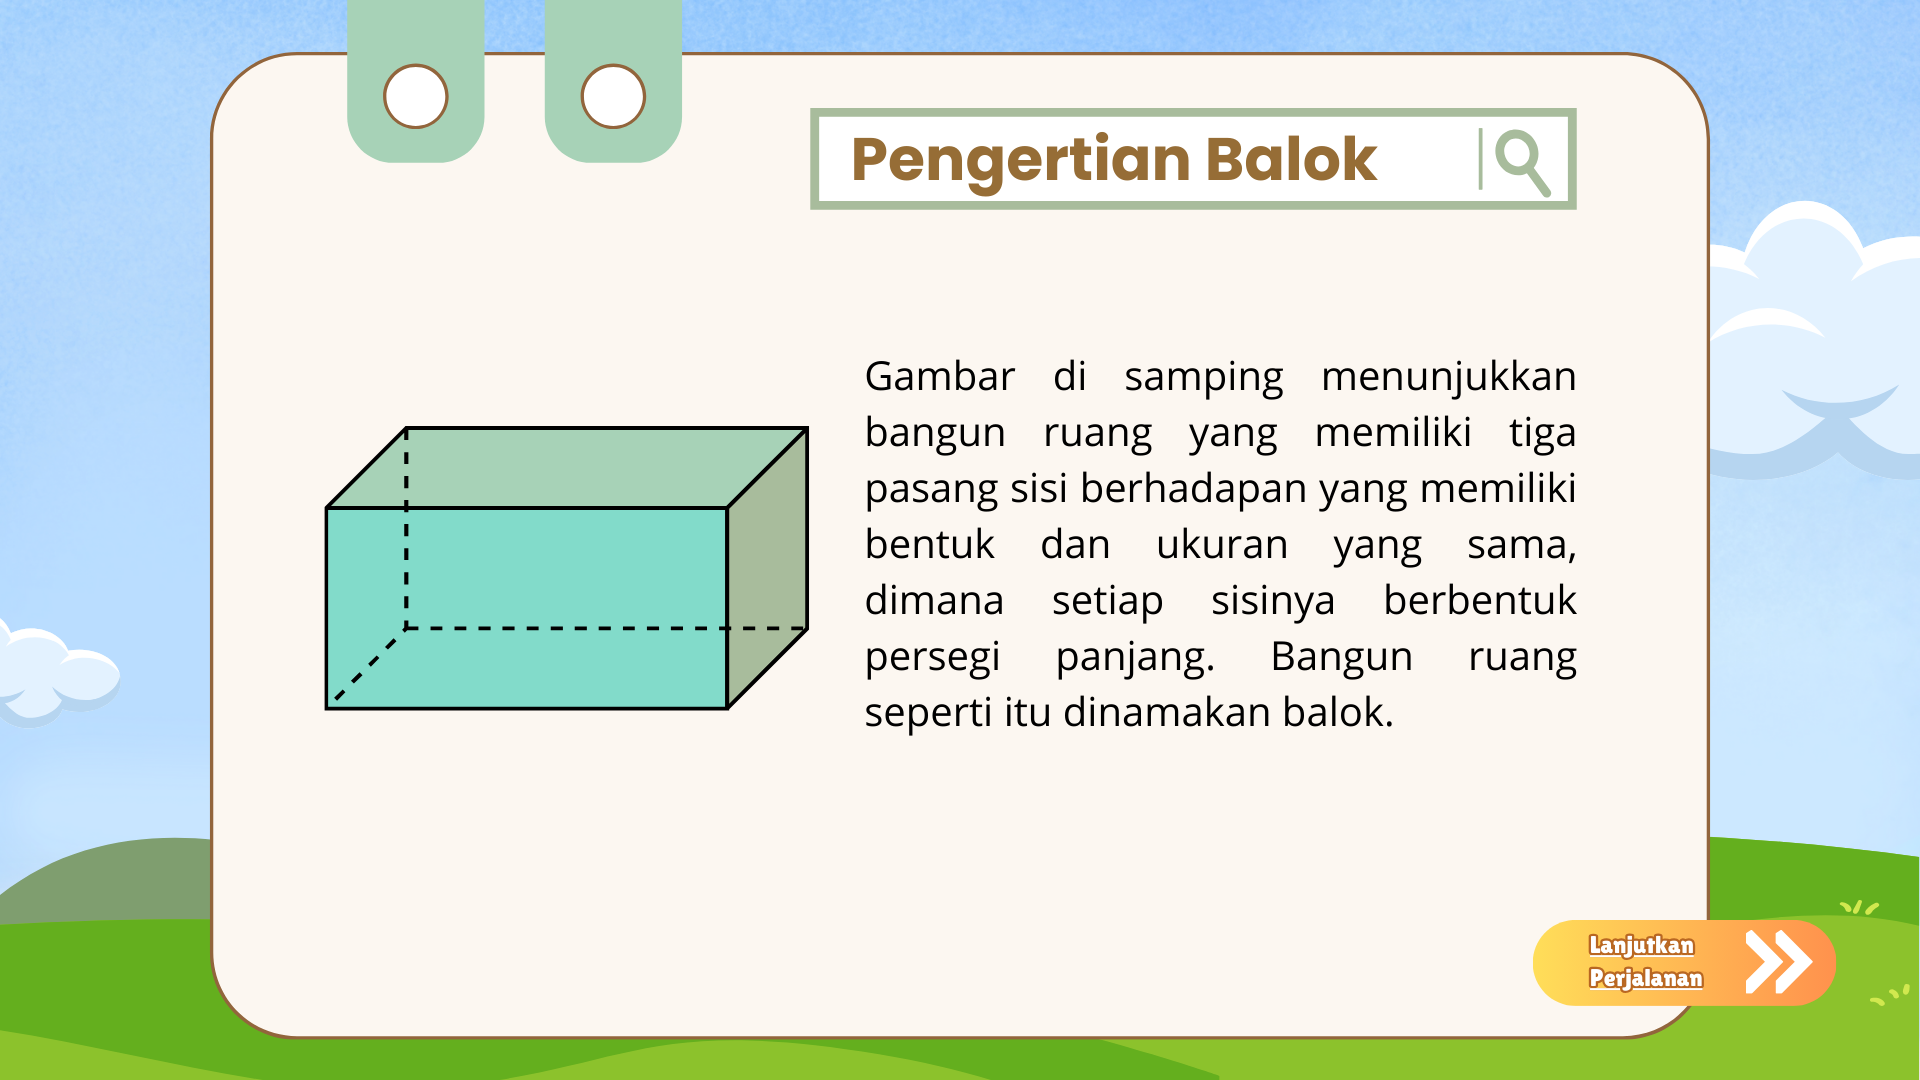 Pengertian Balok
Gambar di samping menunjukkan
bangun ruang yang memiliki tiga
pasang sisi berhadapan yang memiliki
bentuk dan ukuran yang sama,
dimana setiap sisinya berbentuk
persegi panjang. Bangun ruang
seperti itu dinamakan balok.
Lanjutkan
Perjalanan